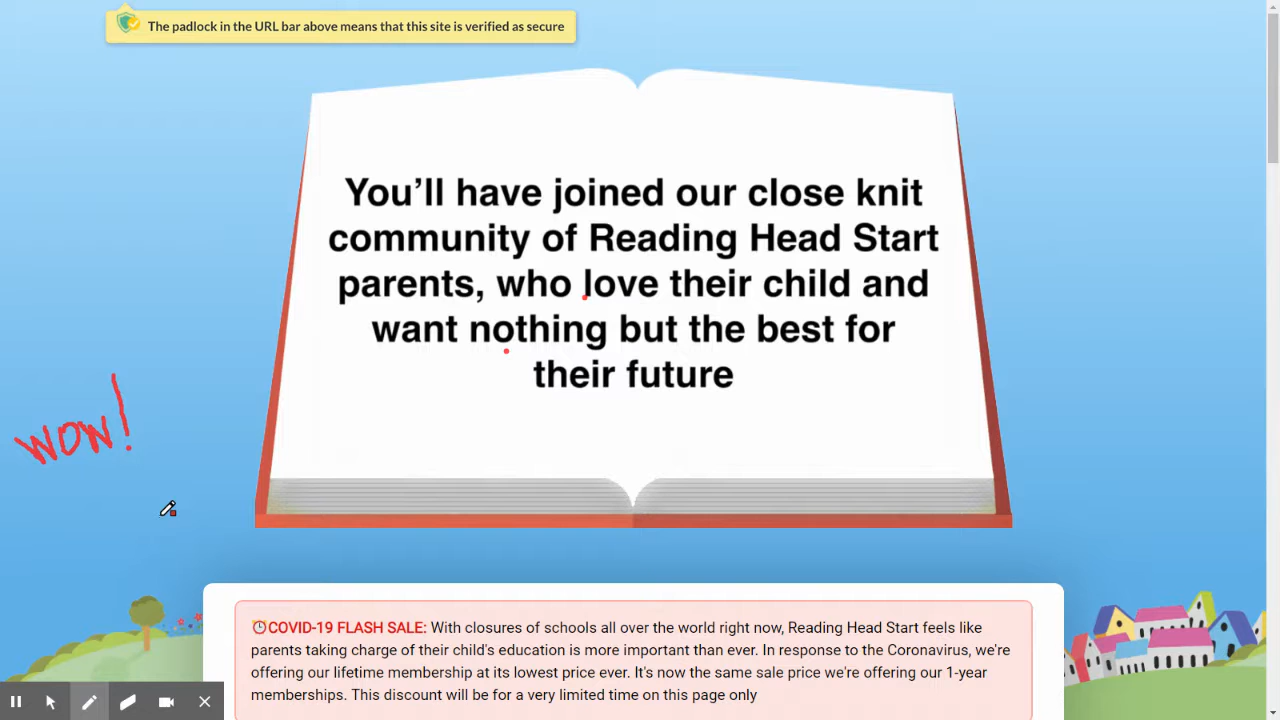 The padlock in the URL bar above means that this site is verified as secure
You'll have joined our close knit
community of Reading Head Start
parents, who love their child and
want nothing but the best for
their future
wow!
COVID-19 FLASH SALE: With closures of schools all over the world right now, Reading Head Start feels like
parents taking charge of their child's education is more important than ever. In response to the Coronavirus, we're
offering our lifetime membership at its lowest price ever. It's now the same sale price we're offering our 1-year
memberships. This discount will be for a very limited time on this page only